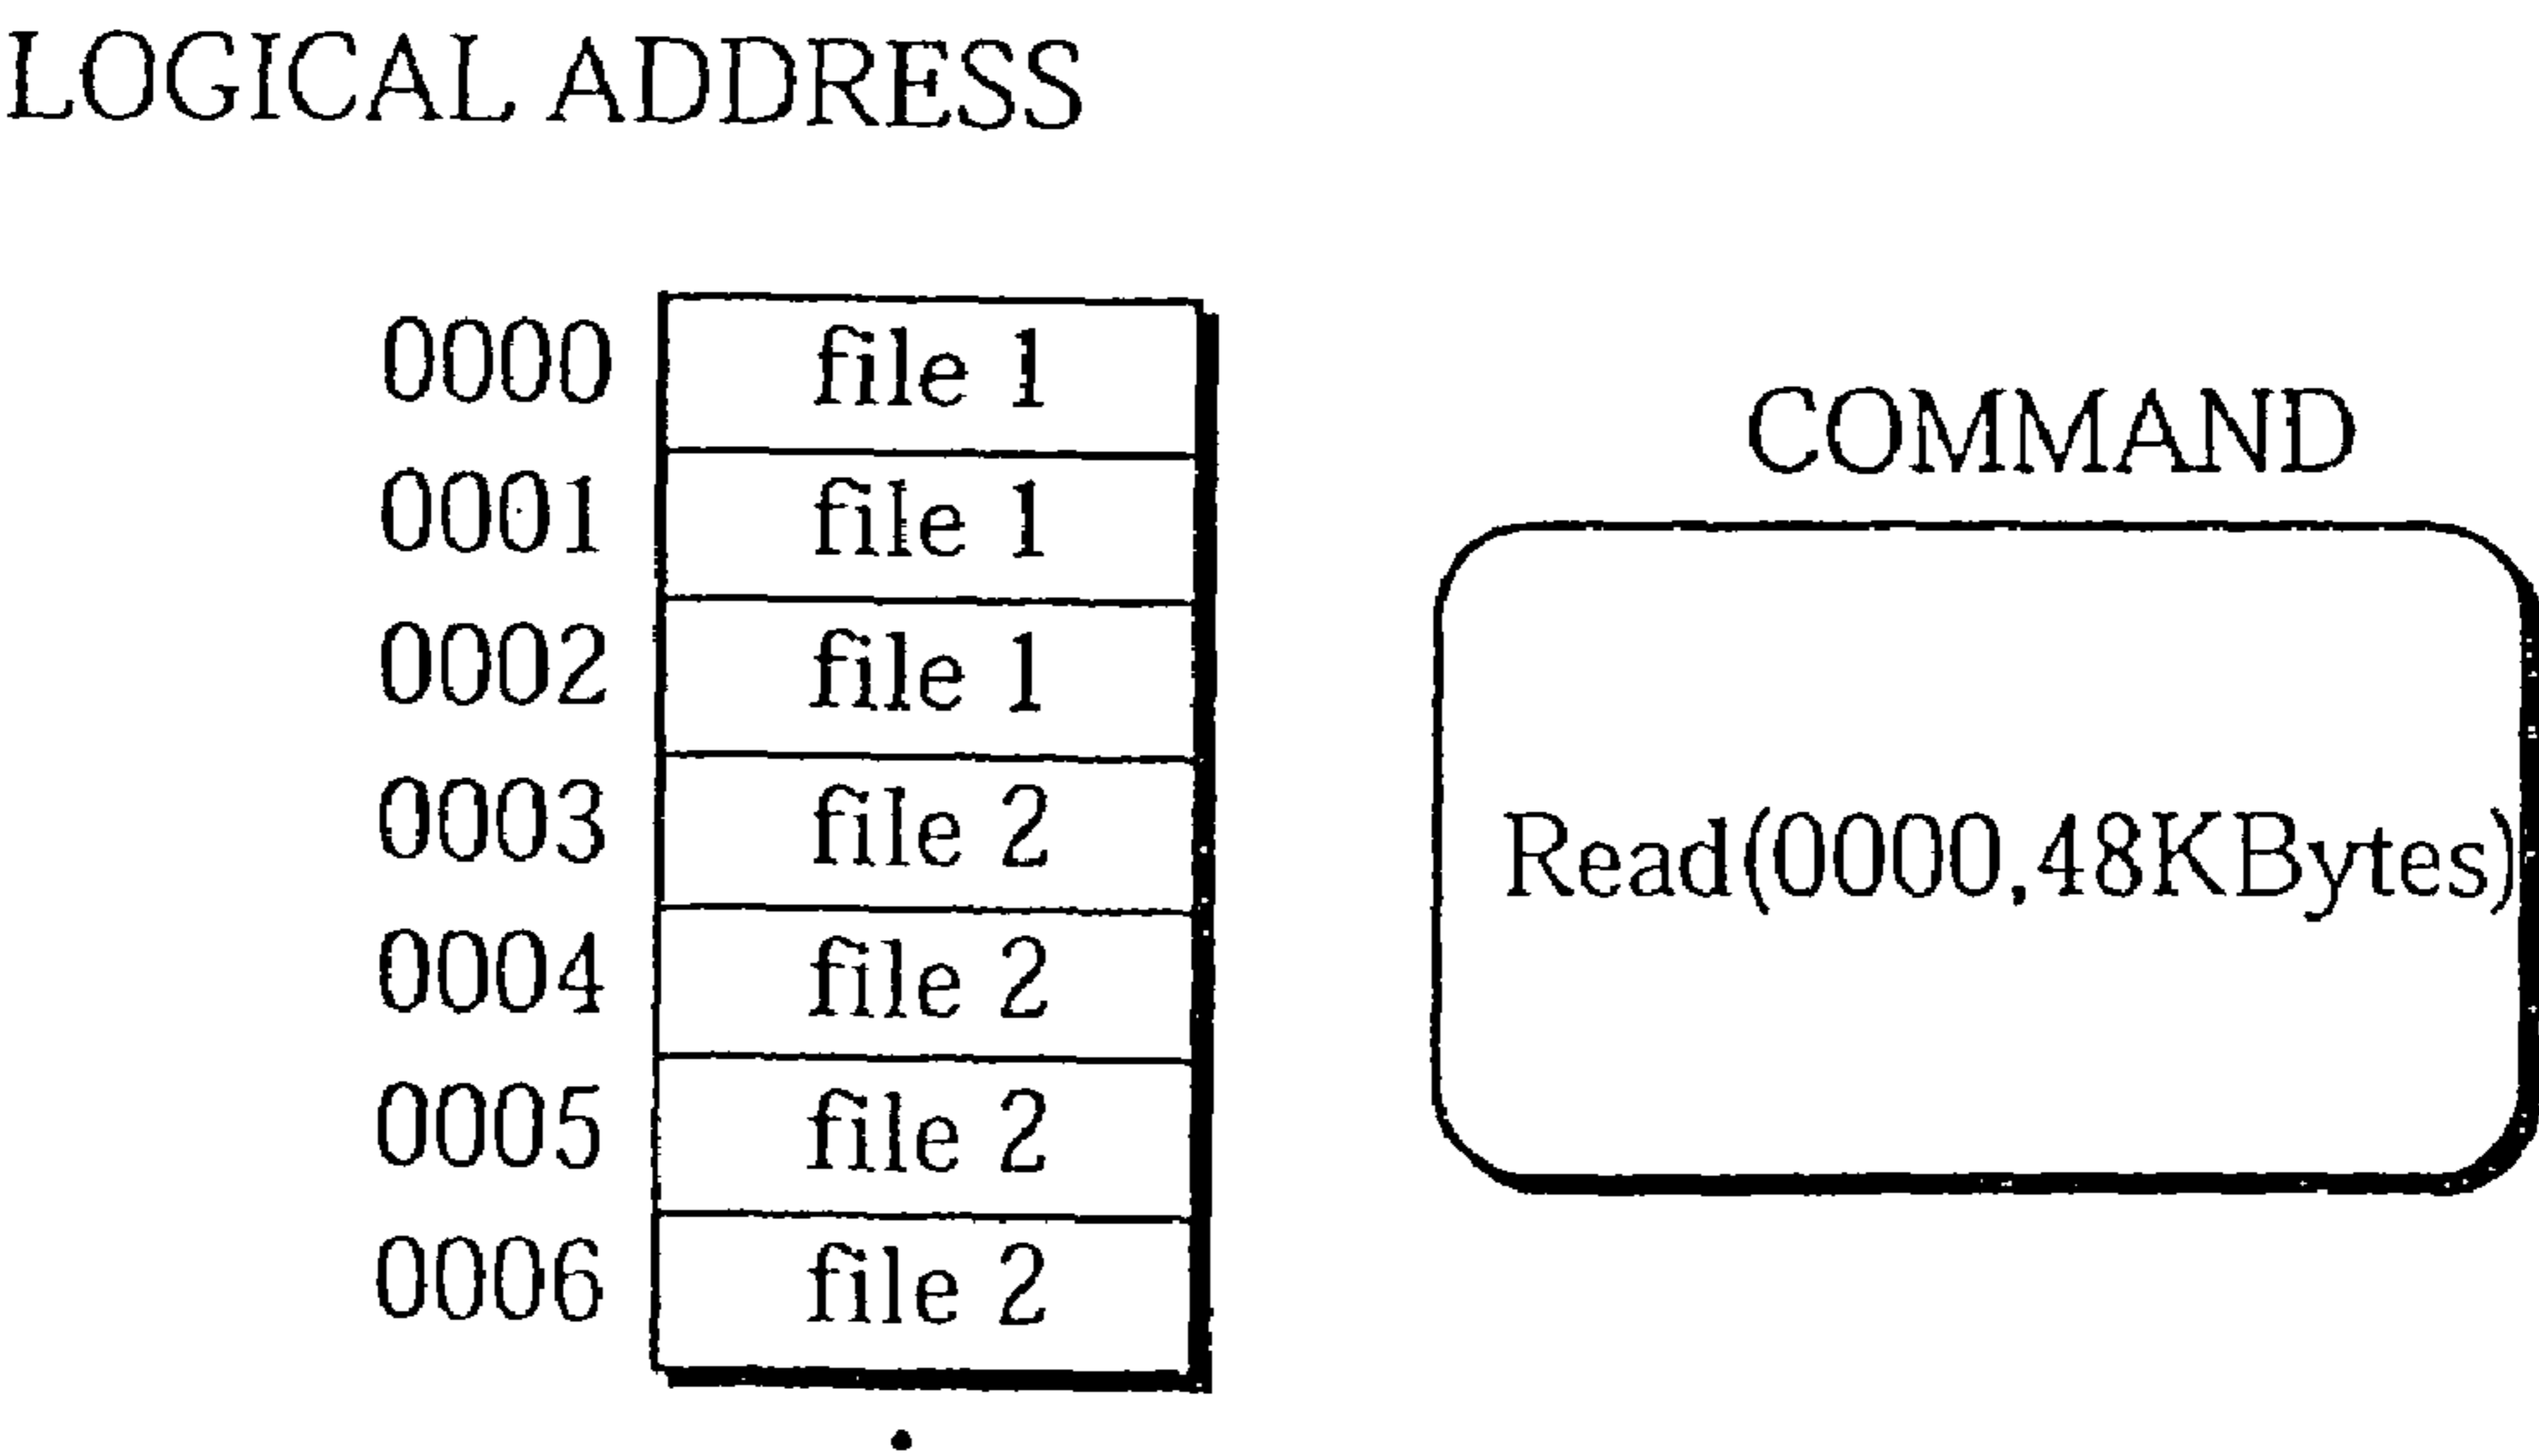 LOGICAL ADDRESS
0000 file 1
0001 file 1
0002 file 1
0003 file 2
0004 file 2
0005 file 2
0006 file 2
COMMAND
Read(0000,48KBytes)